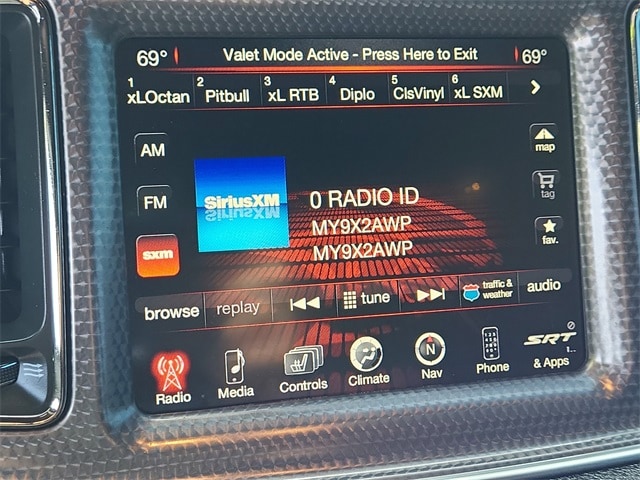 69° Valet Mode Active - Press Here to Exit 69°
1 xLOctan 2 Pitbull 3 xL RTB 4 Diplo 5 ClsVinyl 6 xL SXM
AM
FM
sxm
SiriusXM
0 RADIO ID
MY9X2AWP
MY9X2AWP
map
tag
fav.
browse replay tune traffic & weather audio
Radio Media Controls Climate N Nav Phone SRT & Apps